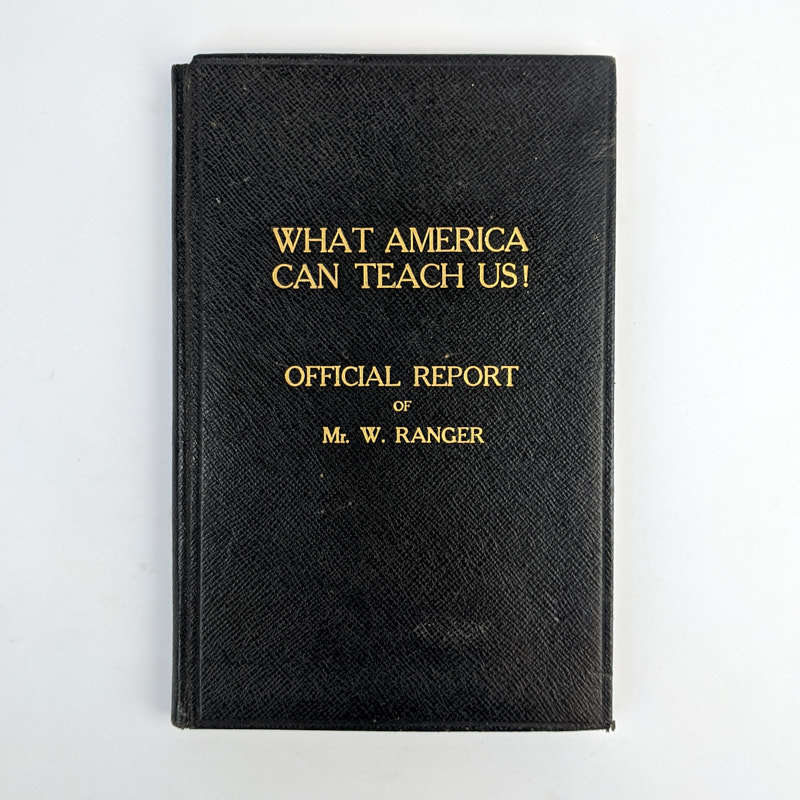 WHAT AMERICA
CAN TEACH US!
OFFICIAL REPORT
OF
Mr. W. RANGER